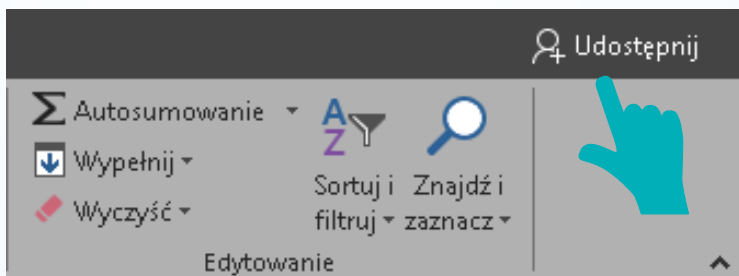 Udostępnij
Autosumowanie
Wypełnij
Wyczyść
Sortuj i
filtruj
Znajdź i
zaznacz
Edytowanie